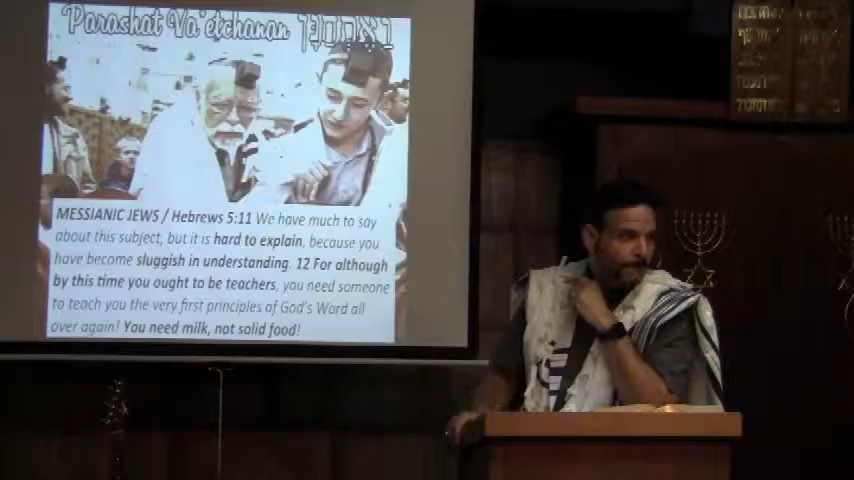 Parashat Va'etchanan וָאֶתְחַנַּן
MESSIANIC JEWS / Hebrews 5:11 We have much to say
about this subject, but it is hard to explain, because you
have become sluggish in understanding. 12 For although
by this time you ought to be teachers, you need someone
to teach you the very first principles of God's Word all
over again! You need milk, not solid food!